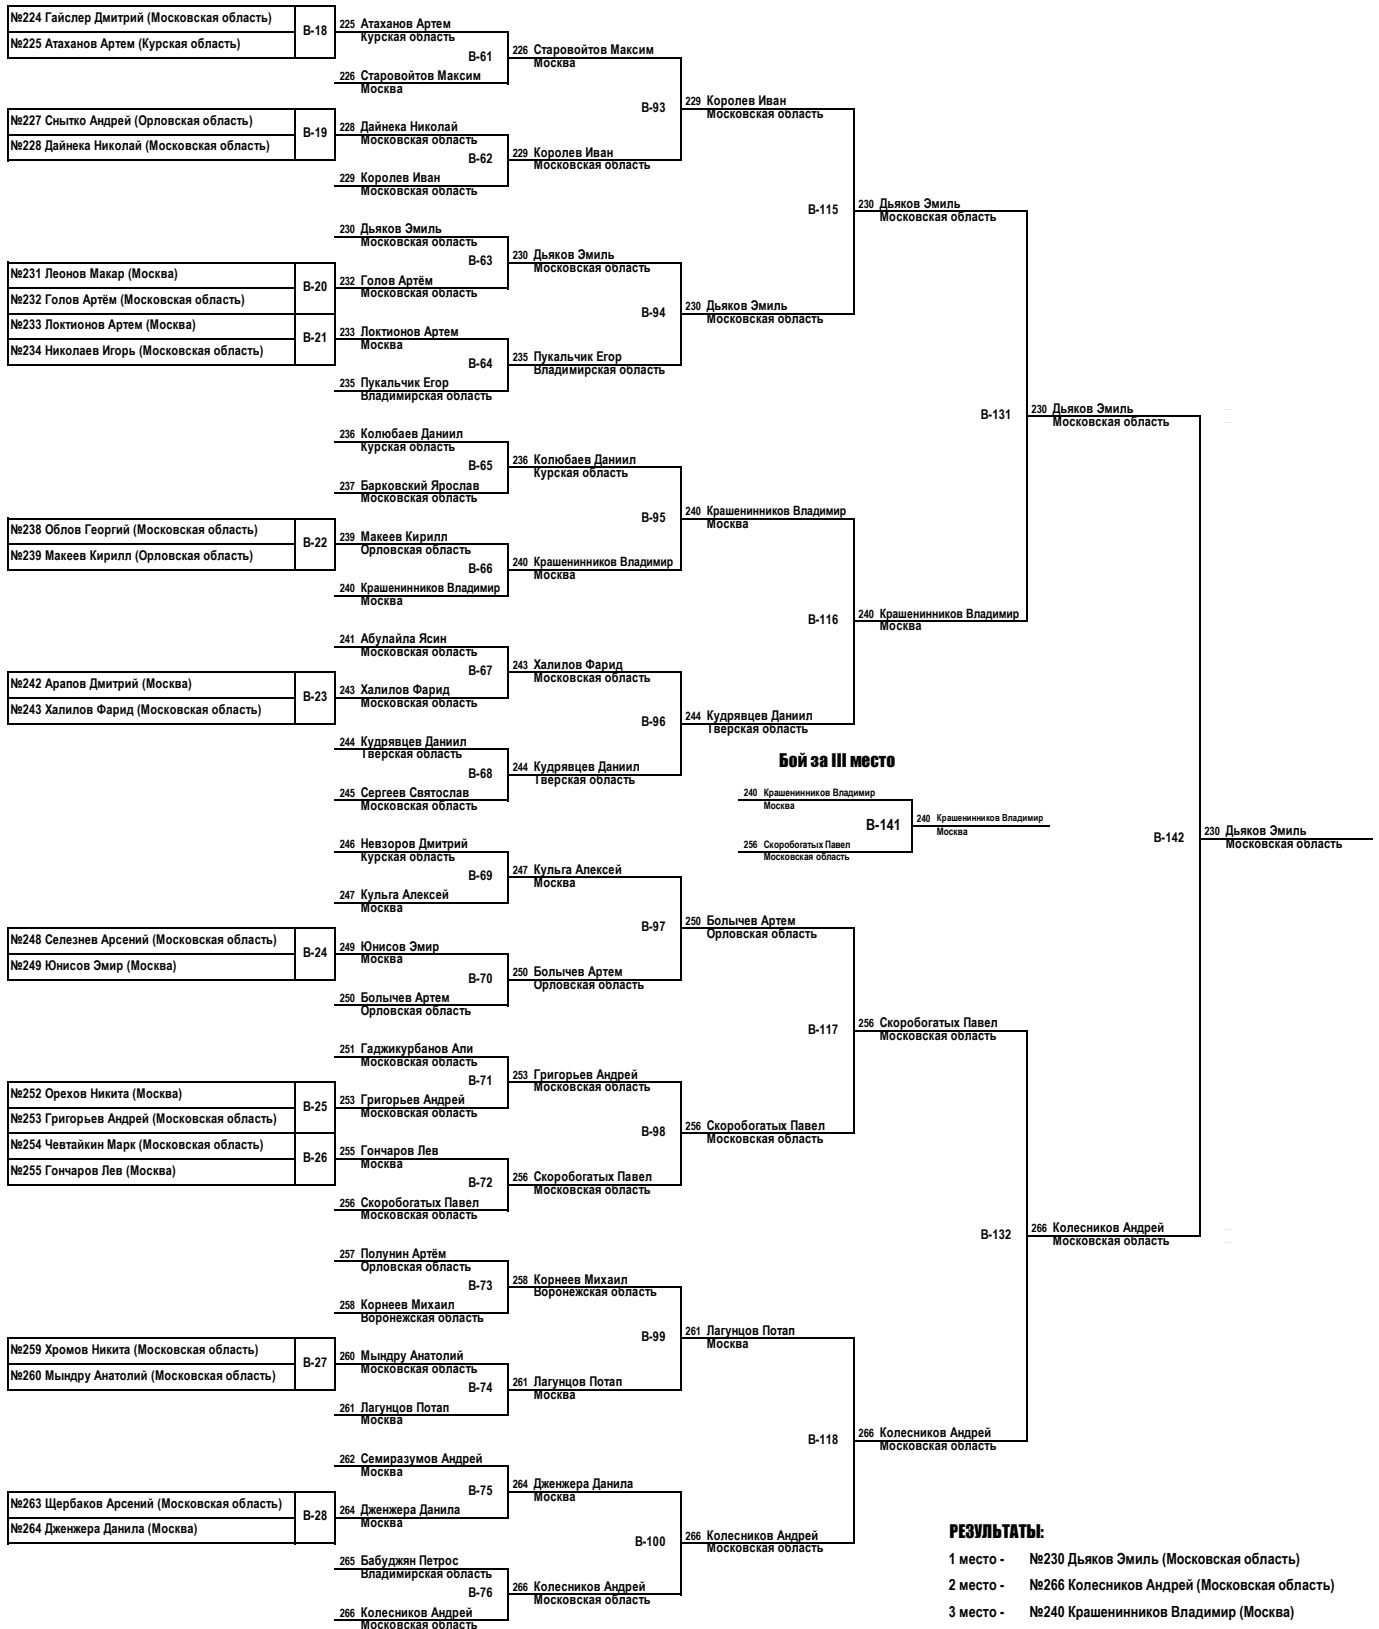 №224 Гайслер Дмитрий (Московская область)
№225 Атаханов Артем (Курская область)
B-18
№227 Снытко Андрей (Орловская область)
№228 Дайнека Николай (Московская область)
B-19
№231 Леонов Макар (Москва)
№232 Голов Артём (Московская область)
B-20
№233 Локтионов Артем (Москва)
№234 Николаев Игорь (Московская область)
B-21
№238 Облов Георгий (Московская область)
№239 Макеев Кирилл (Орловская область)
B-22
№242 Арапов Дмитрий (Москва)
№243 Халилов Фарид (Московская область)
B-23
№248 Селезнев Арсений (Московская область)
№249 Юнисов Эмир (Москва)
B-24
№252 Орехов Никита (Москва)
№253 Григорьев Андрей (Московская область)
B-25
№254 Чевтайкин Марк (Московская область)
№255 Гончаров Лев (Москва)
B-26
№259 Хромов Никита (Московская область)
№260 Мындру Анатолий (Московская область)
B-27
№263 Щербаков Арсений (Московская область)
№264 Дженжера Данила (Москва)
B-28
225 Атаханов Артем
Курская область
B-61
226 Старовойтов Максим
Москва
228 Дайнека Николай
Московская область
B-62
229 Королев Иван
Московская область
230 Дьяков Эмиль
Московская область
B-63
232 Голов Артём
Московская область
233 Локтионов Артем
Москва
B-64
235 Пукальчик Егор
Владимирская область
236 Колюбаев Даниил
Курская область
B-65
237 Барковский Ярослав
Московская область
239 Макеев Кирилл
Орловская область
B-66
240 Крашенинников Владимир
Москва
241 Абулайла Ясин
Московская область
B-67
243 Халилов Фарид
Московская область
244 Кудрявцев Даниил
Тверская область
B-68
245 Сергеев Святослав
Московская область
246 Невзоров Дмитрий
Курская область
B-69
247 Кульга Алексей
Москва
249 Юнисов Эмир
Москва
B-70
250 Болычев Артем
Орловская область
251 Гаджикурбанов Али
Московская область
B-71
253 Григорьев Андрей
Московская область
255 Гончаров Лев
Москва
B-72
256 Скоробогатых Павел
Московская область
257 Полунин Артём
Орловская область
B-73
258 Корнеев Михаил
Воронежская область
260 Мындру Анатолий
Московская область
B-74
261 Лагунцов Потап
Москва
262 Семиразумов Андрей
Москва
B-75
264 Дженжера Данила
Москва
265 Бабуджян Петрос
Владимирская область
B-76
266 Колесников Андрей
Московская область
226 Старовойтов Максим
Москва
B-93
229 Королев Иван
Московская область
230 Дьяков Эмиль
Московская область
B-94
235 Пукальчик Егор
Владимирская область
236 Колюбаев Даниил
Курская область
B-95
240 Крашенинников Владимир
Москва
243 Халилов Фарид
Московская область
B-96
244 Кудрявцев Даниил
Тверская область
247 Кульга Алексей
Москва
B-97
250 Болычев Артем
Орловская область
253 Григорьев Андрей
Московская область
B-98
256 Скоробогатых Павел
Московская область
258 Корнеев Михаил
Воронежская область
B-99
261 Лагунцов Потап
Москва
264 Дженжера Данила
Москва
B-100
266 Колесников Андрей
Московская область
229 Королев Иван
Московская область
B-115
230 Дьяков Эмиль
Московская область
240 Крашенинников Владимир
Москва
B-116
244 Кудрявцев Даниил
Тверская область
250 Болычев Артем
Орловская область
B-117
256 Скоробогатых Павел
Московская область
261 Лагунцов Потап
Москва
B-118
266 Колесников Андрей
Московская область
230 Дьяков Эмиль
Московская область
B-131
240 Крашенинников Владимир
Москва
256 Скоробогатых Павел
Московская область
B-132
266 Колесников Андрей
Московская область
230 Дьяков Эмиль
Московская область
B-142
266 Колесников Андрей
Московская область
230 Дьяков Эмиль
Московская область
Бой за III место
240 Крашенинников Владимир
Москва
B-141
256 Скоробогатых Павел
Московская область
240 Крашенинников Владимир
Москва
РЕЗУЛЬТАТЫ:
1 место - №230 Дьяков Эмиль (Московская область)
2 место - №266 Колесников Андрей (Московская область)
3 место - №240 Крашенинников Владимир (Москва)